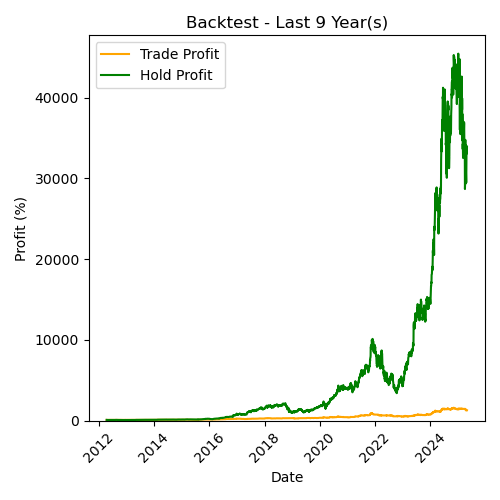 Backtest - Last 9 Year(s)
Trade Profit
Hold Profit
Profit (%)
40000
30000
20000
10000
0
2012
2014
2016
2018
2020
2022
2024
Date